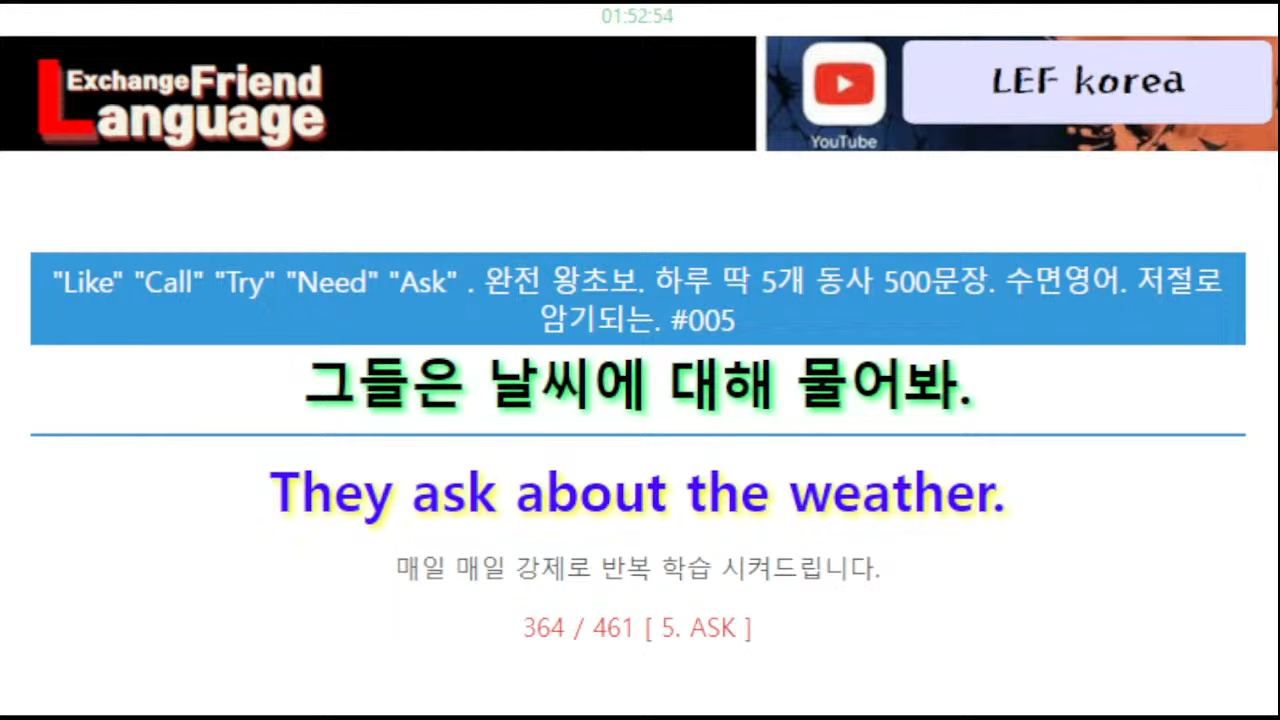 01:52:54
ExchangeFriend
Language
LEF korea
YouTube
"Like" "Call" "Try" "Need" "Ask" . 완전 왕초보. 하루 딱 5개 동사 500문장. 수면영어. 저절로
암기되는. #005
그들은 날씨에 대해 물어봐.
They ask about the weather.
매일 매일 강제로 반복 학습 시켜드립니다.
364 / 461 [ 5. ASK ]